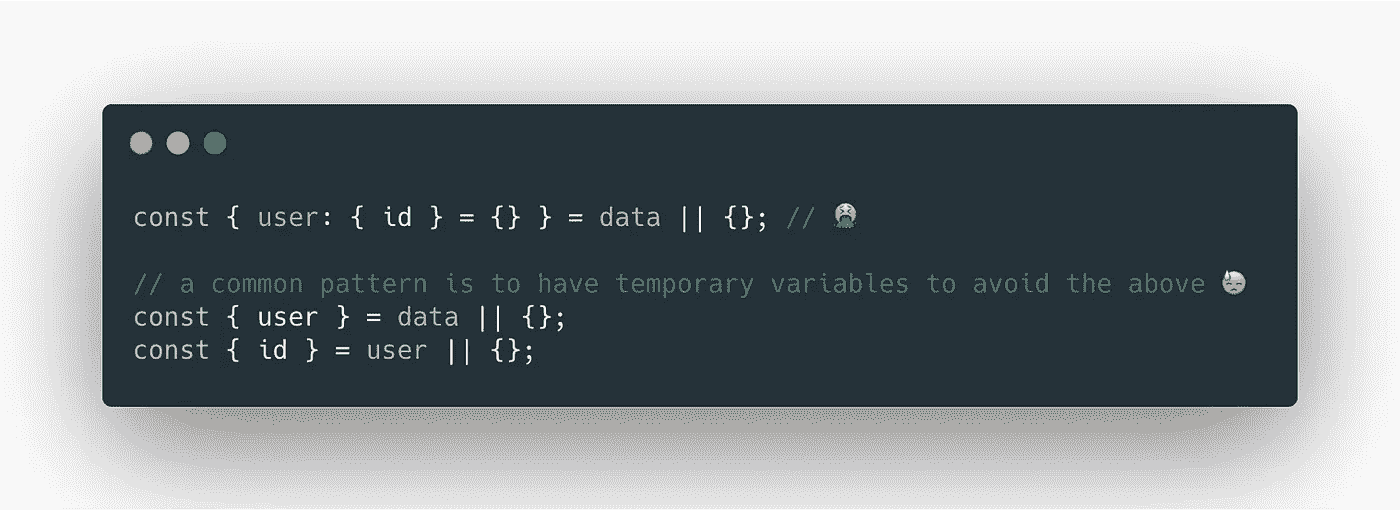 const { user: { id } = {} } = data || {}; // 🤮
// a common pattern is to have temporary variables to avoid the above 😓
const { user } = data || {};
const { id } = user || {};